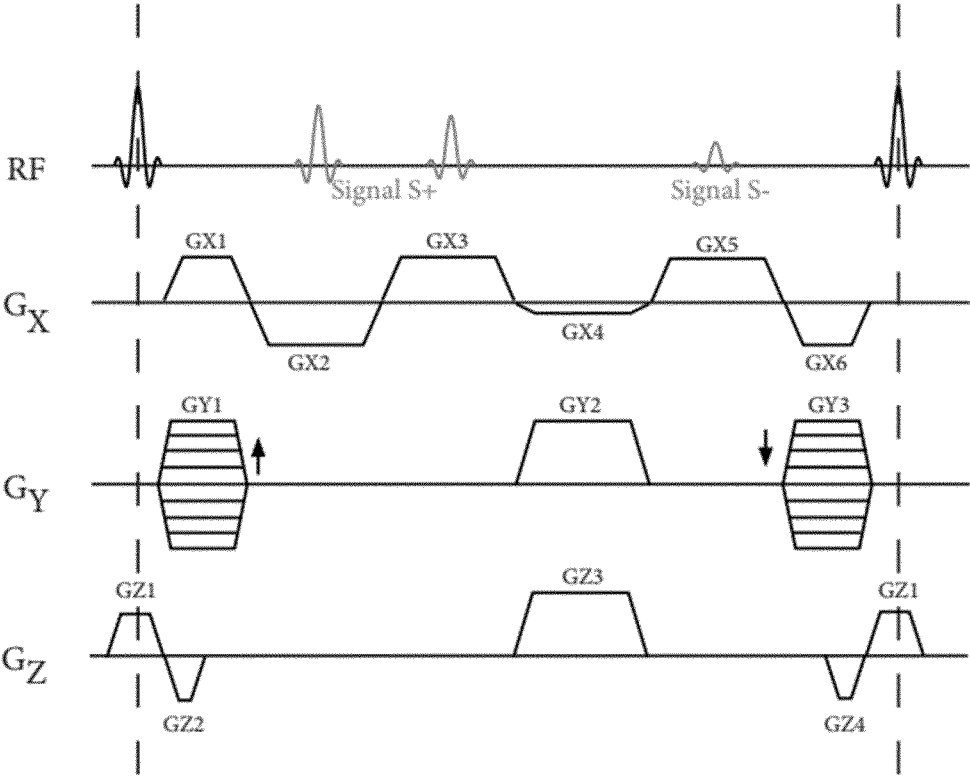 RF
Signal S+
Signal S-
GX1
GX3
GX5
GX
GX2
GX4
GX6
GY1
GY2
GY3
GY
GZ1
GZ3
GZ1
GZ
GZ2
GZ4